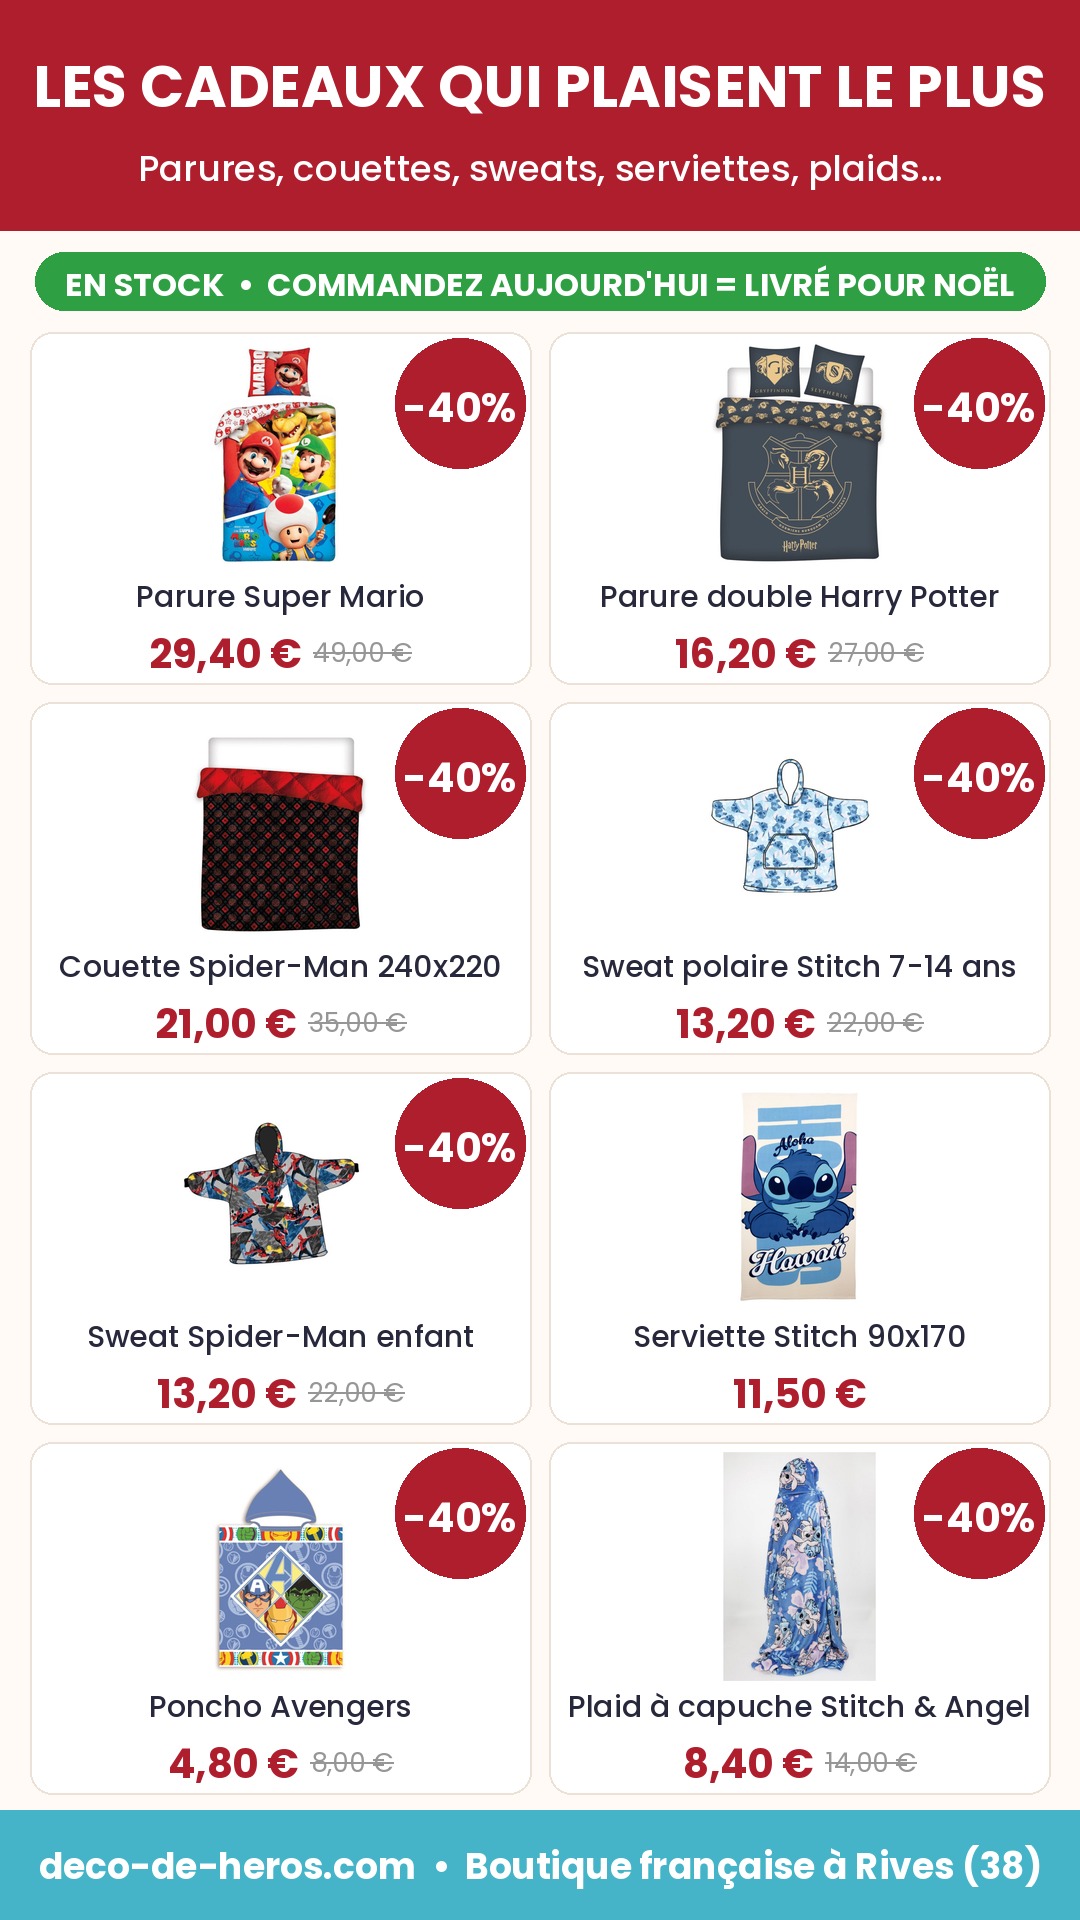 LES CADEAUX QUI PLAISENT LE PLUS
Parures, couettes, sweats, serviettes, plaids...
EN STOCK • COMMANDEZ AUJOURD'HUI = LIVRÉ POUR NOËL
MARIO
-40%
Parure Super Mario
29,40 € 49,00 €
GRYFFINDOR
SLYTHERIN
Harry Potter
-40%
Parure double Harry Potter
16,20 € 27,00 €
-40%
Couette Spider-Man 240x220
21,00 € 35,00 €
-40%
Sweat polaire Stitch 7-14 ans
13,20 € 22,00 €
-40%
Sweat Spider-Man enfant
13,20 € 22,00 €
Aloha
Hawaii
Serviette Stitch 90x170
11,50 €
-40%
Poncho Avengers
4,80 € 8,00 €
-40%
Plaid à capuche Stitch & Angel
8,40 € 14,00 €
deco-de-heros.com • Boutique française à Rives (38)